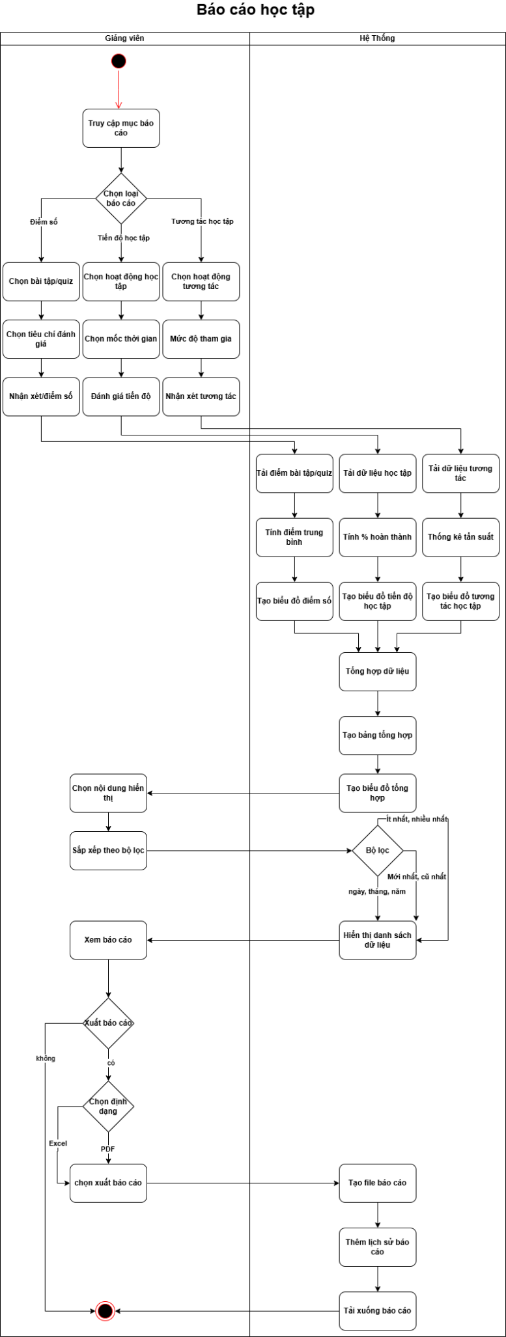 Báo cáo học tập
Giảng viên
Hệ Thống
Truy cập mục báo
cáo
Chọn loại
báo cáo
Điểm số
Tiến độ học tập
Tương tác học tập
Chọn bài tập/quiz
Chọn hoạt động học
tập
Chọn hoạt động
tương tác
Chọn tiêu chí đánh
giá
Chọn mốc thời gian
Mức độ tham gia
Nhận xét/điểm số
Đánh giá tiến độ
Nhận xét tương tác
Tải điểm bài tập/quiz
Tải dữ liệu học tập
Tải dữ liệu tương
tác
Tính điểm trung
bình
Tính % hoàn thành
Thống kê tần suất
Tạo biểu đồ điểm số
Tạo biểu đồ tiến độ
học tập
Tạo biểu đồ tương
tác học tập
Tổng hợp dữ liệu
Tạo bảng tổng hợp
Chọn nội dung hiển
thị
Tạo biểu đồ tổng
hợp
Sắp xếp theo bộ lọc
Bộ lọc
ít nhất, nhiều nhất
Mới nhất, cũ nhất
ngày, tháng, năm
Xem báo cáo
Hiển thị danh sách
dữ liệu
Xuất báo cáo
không
có
Chọn định
dạng
Excel
PDF
chọn xuất báo cáo
Tạo file báo cáo
Thêm lịch sử báo
cáo
Tải xuống báo cáo